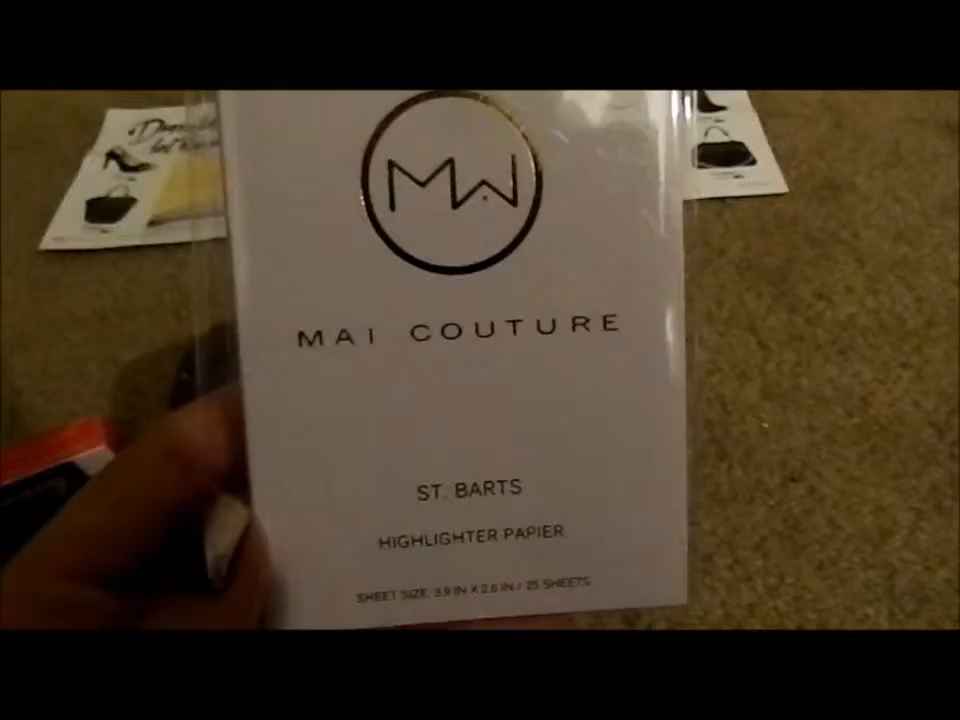 MW
MAI COUTURE
ST. BARTS
HIGHLIGHTER PAPIER
SHEET SIZE: 3.9 IN X 2.6 IN / 25 SHEETS